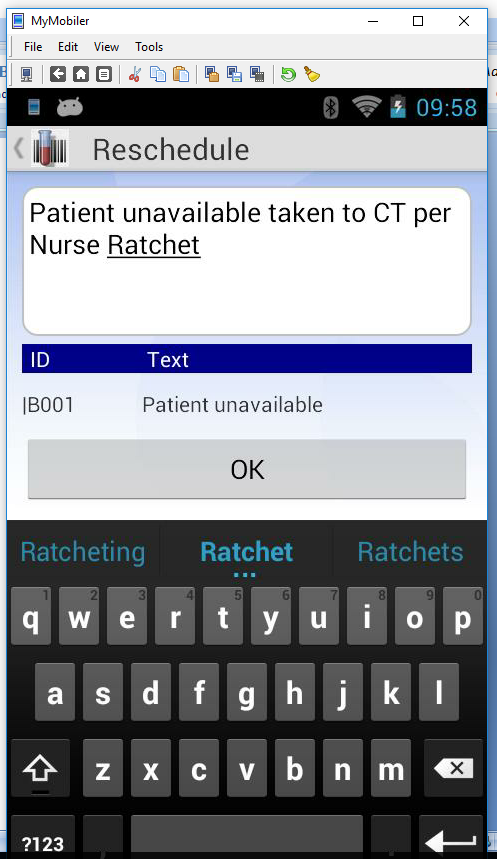 MyMobiler
File Edit View Tools
09:58
Reschedule
Patient unavailable taken to CT per
Nurse Ratchet
ID Text
|B001 Patient unavailable
OK
Ratcheting Ratchet Ratchets
1 2 3 4 5 6 7 8 9 0
q w e r t y u i o p
a s d f g h j k l
z x c v b n m
?123 , .